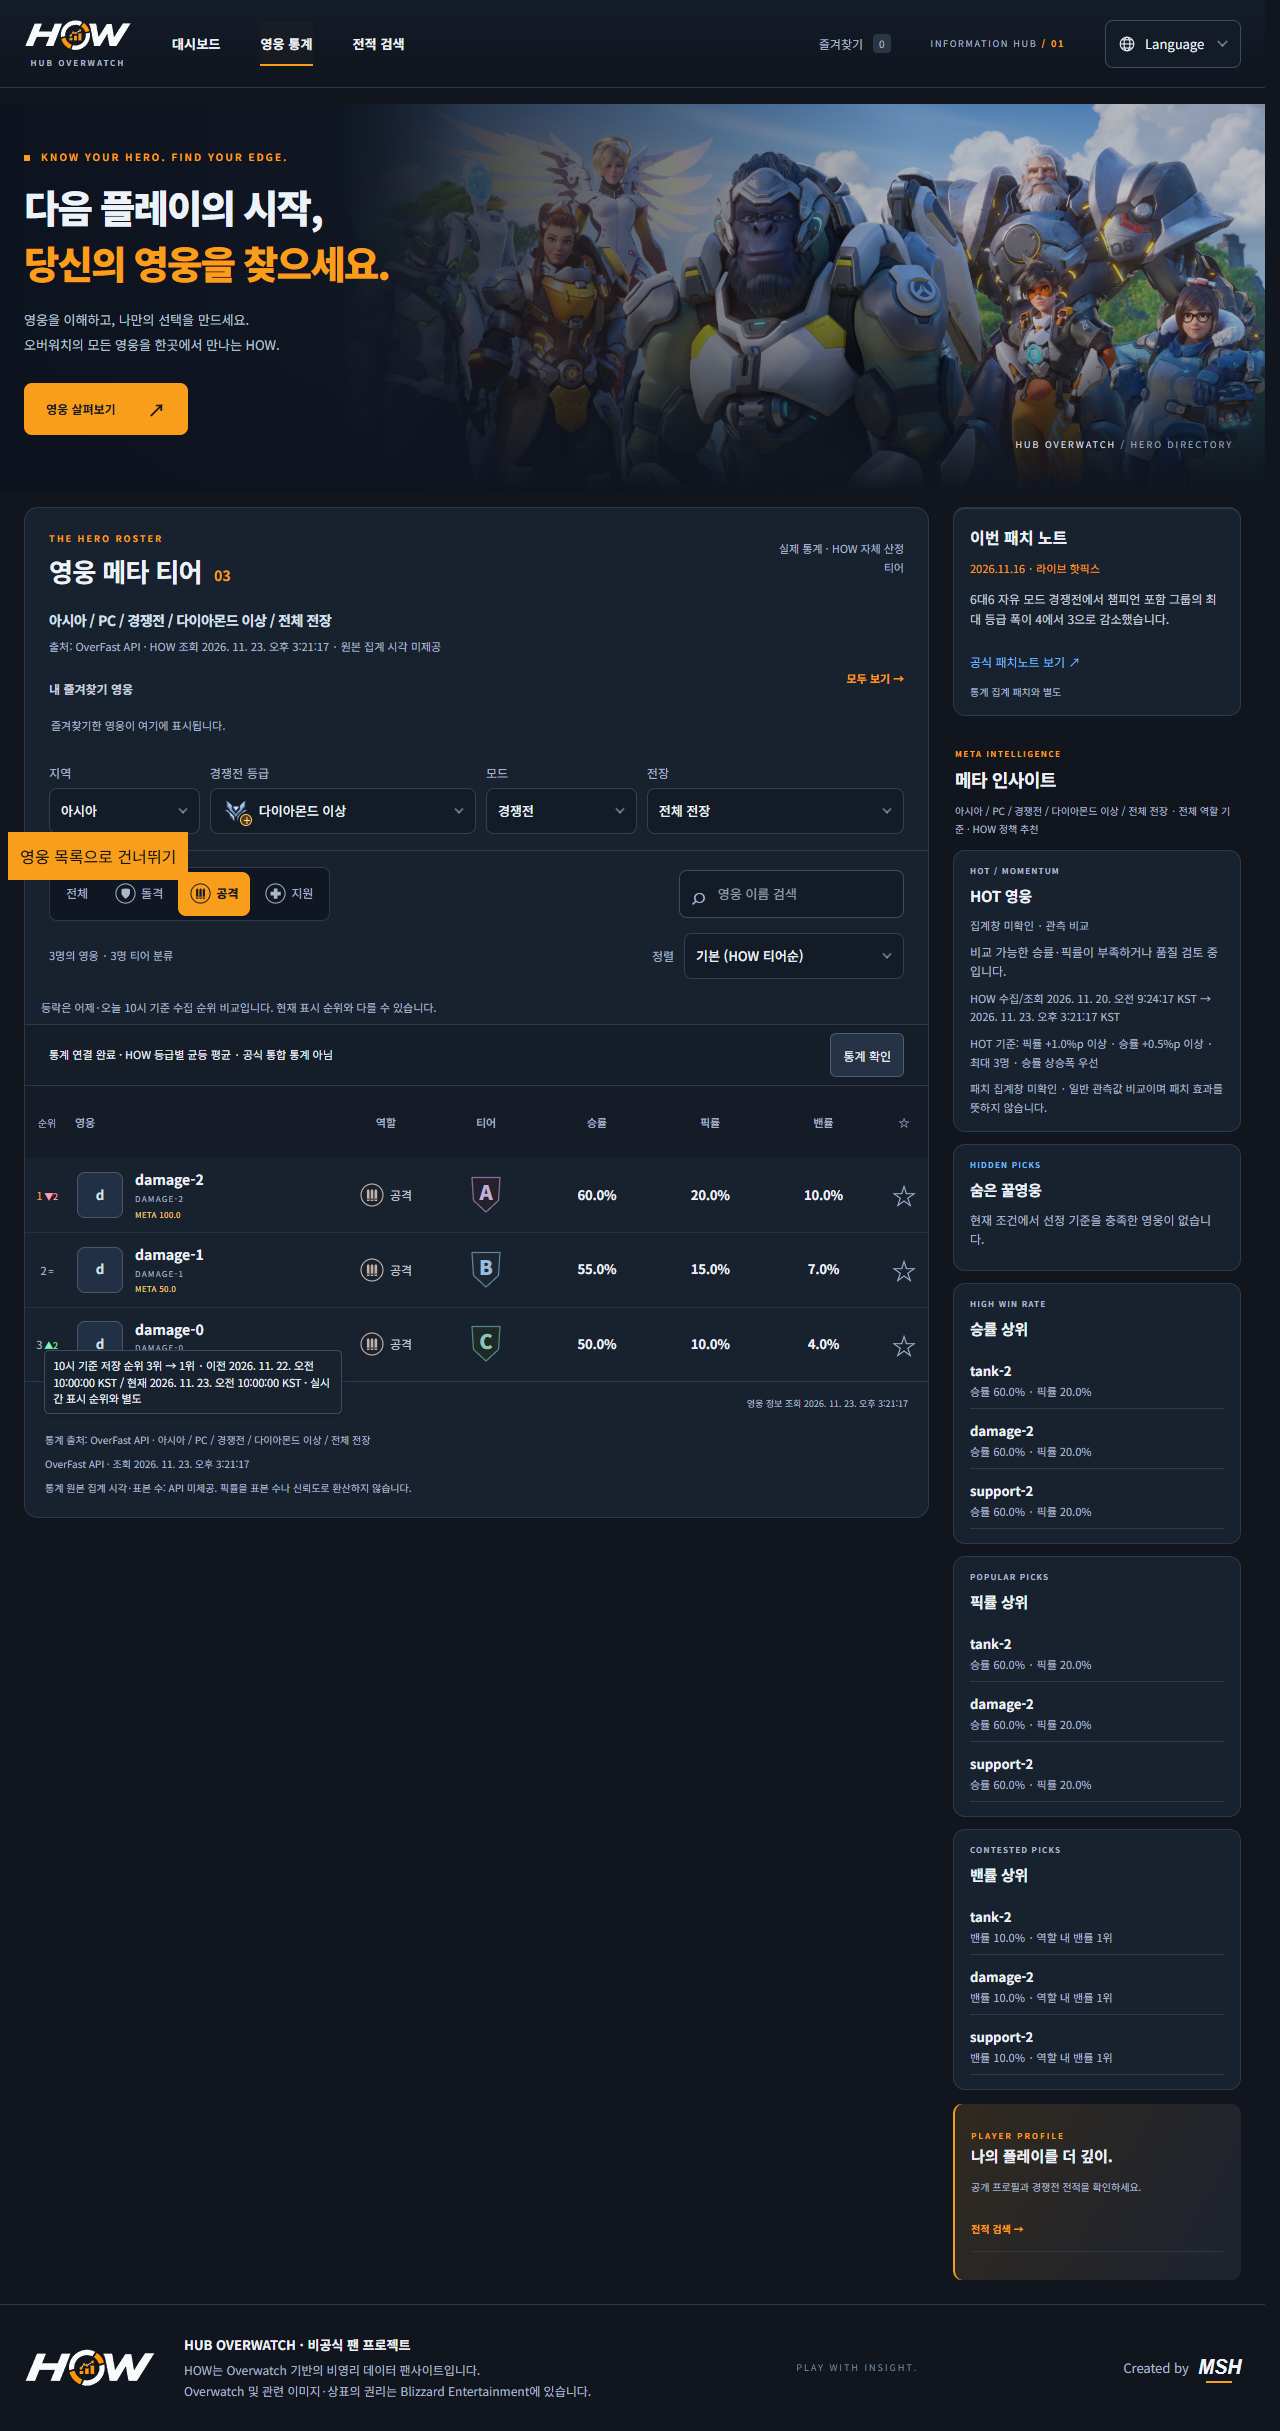 HOW
HUB OVERWATCH
대시보드
영웅 통계
전적 검색
즐겨찾기 0
INFORMATION HUB / 01
Language
KNOW YOUR HERO. FIND YOUR EDGE.
다음 플레이의 시작,
당신의 영웅을 찾으세요.
영웅을 이해하고, 나만의 선택을 만드세요.
오버워치의 모든 영웅을 한곳에서 만나는 HOW.
영웅 살펴보기 ↗
HUB OVERWATCH / HERO DIRECTORY
THE HERO ROSTER
영웅 메타 티어 03
실제 통계 · HOW 자체 산정
티어
아시아 / PC / 경쟁전 / 다이아몬드 이상 / 전체 전장
출처: OverFast API · HOW 조회 2026. 11. 23. 오후 3:21:17 · 원본 집계 시각 미제공
내 즐겨찾기 영웅
모두 보기 →
즐겨찾기한 영웅이 여기에 표시됩니다.
지역
경쟁전 등급
모드
전장
아시아
다이아몬드 이상
경쟁전
전체 전장
영웅 목록으로 건너뛰기
전체
돌격
공격
지원
영웅 이름 검색
3명의 영웅 · 3명 티어 분류
정렬
기본 (HOW 티어순)
등락은 어제·오늘 10시 기준 수집 순위 비교입니다. 현재 표시 순위와 다를 수 있습니다.
통계 연결 완료 · HOW 등급별 균등 평균 · 공식 통합 통계 아님
통계 확인
순위 영웅 역할 티어 승률 픽률 밴률 ☆
1 ▼2 d damage-2 공격 A 60.0% 20.0% 10.0% ☆
DAMAGE-2
META 100.0
2 = d damage-1 공격 B 55.0% 15.0% 7.0% ☆
DAMAGE-1
META 50.0
3 ▲2 d damage-0 공격 C 50.0% 10.0% 4.0% ☆
DAMAGE-0
10시 기준 저장 순위 3위 → 1위 · 이전 2026. 11. 22. 오전
10:00:00 KST / 현재 2026. 11. 23. 오전 10:00:00 KST · 실시
간 표시 순위와 별도
영웅 정보 조회 2026. 11. 23. 오후 3:21:17
통계 출처: OverFast API · 아시아 / PC / 경쟁전 / 다이아몬드 이상 / 전체 전장
OverFast API · 조회 2026. 11. 23. 오후 3:21:17
통계 원본 집계 시각·표본 수: API 미제공. 픽률을 표본 수나 신뢰도로 환산하지 않습니다.
이번 패치 노트
2026.11.16 · 라이브 핫픽스
6대6 자유 모드 경쟁전에서 챔피언 포함 그룹의 최
대 등급 폭이 4에서 3으로 감소했습니다.
공식 패치노트 보기 ↗
통계 집계 패치와 별도
META INTELLIGENCE
메타 인사이트
아시아 / PC / 경쟁전 / 다이아몬드 이상 / 전체 전장 · 전체 역할 기
준 · HOW 정책 추천
HOT / MOMENTUM
HOT 영웅
집계창 미확인 · 관측 비교
비교 가능한 승률·픽률이 부족하거나 품질 검토 중
입니다.
HOW 수집/조회 2026. 11. 20. 오전 9:24:17 KST →
2026. 11. 23. 오후 3:21:17 KST
HOT 기준: 픽률 +1.0%p 이상 · 승률 +0.5%p 이상 ·
최대 3명 · 승률 상승폭 우선
패치 집계창 미확인 · 일반 관측값 비교이며 패치 효과를
뜻하지 않습니다.
HIDDEN PICKS
숨은 꿀영웅
현재 조건에서 선정 기준을 충족한 영웅이 없습니
다.
HIGH WIN RATE
승률 상위
tank-2
승률 60.0% · 픽률 20.0%
damage-2
승률 60.0% · 픽률 20.0%
support-2
승률 60.0% · 픽률 20.0%
POPULAR PICKS
픽률 상위
tank-2
승률 60.0% · 픽률 20.0%
damage-2
승률 60.0% · 픽률 20.0%
support-2
승률 60.0% · 픽률 20.0%
CONTESTED PICKS
밴률 상위
tank-2
밴률 10.0% · 역할 내 밴률 1위
damage-2
밴률 10.0% · 역할 내 밴률 1위
support-2
밴률 10.0% · 역할 내 밴률 1위
PLAYER PROFILE
나의 플레이를 더 깊이.
공개 프로필과 경쟁전 전적을 확인하세요.
전적 검색 →
HOW
HUB OVERWATCH · 비공식 팬 프로젝트
HOW는 Overwatch 기반의 비영리 데이터 팬사이트입니다.
Overwatch 및 관련 이미지·상표의 권리는 Blizzard Entertainment에 있습니다.
PLAY WITH INSIGHT.
Created by MSH